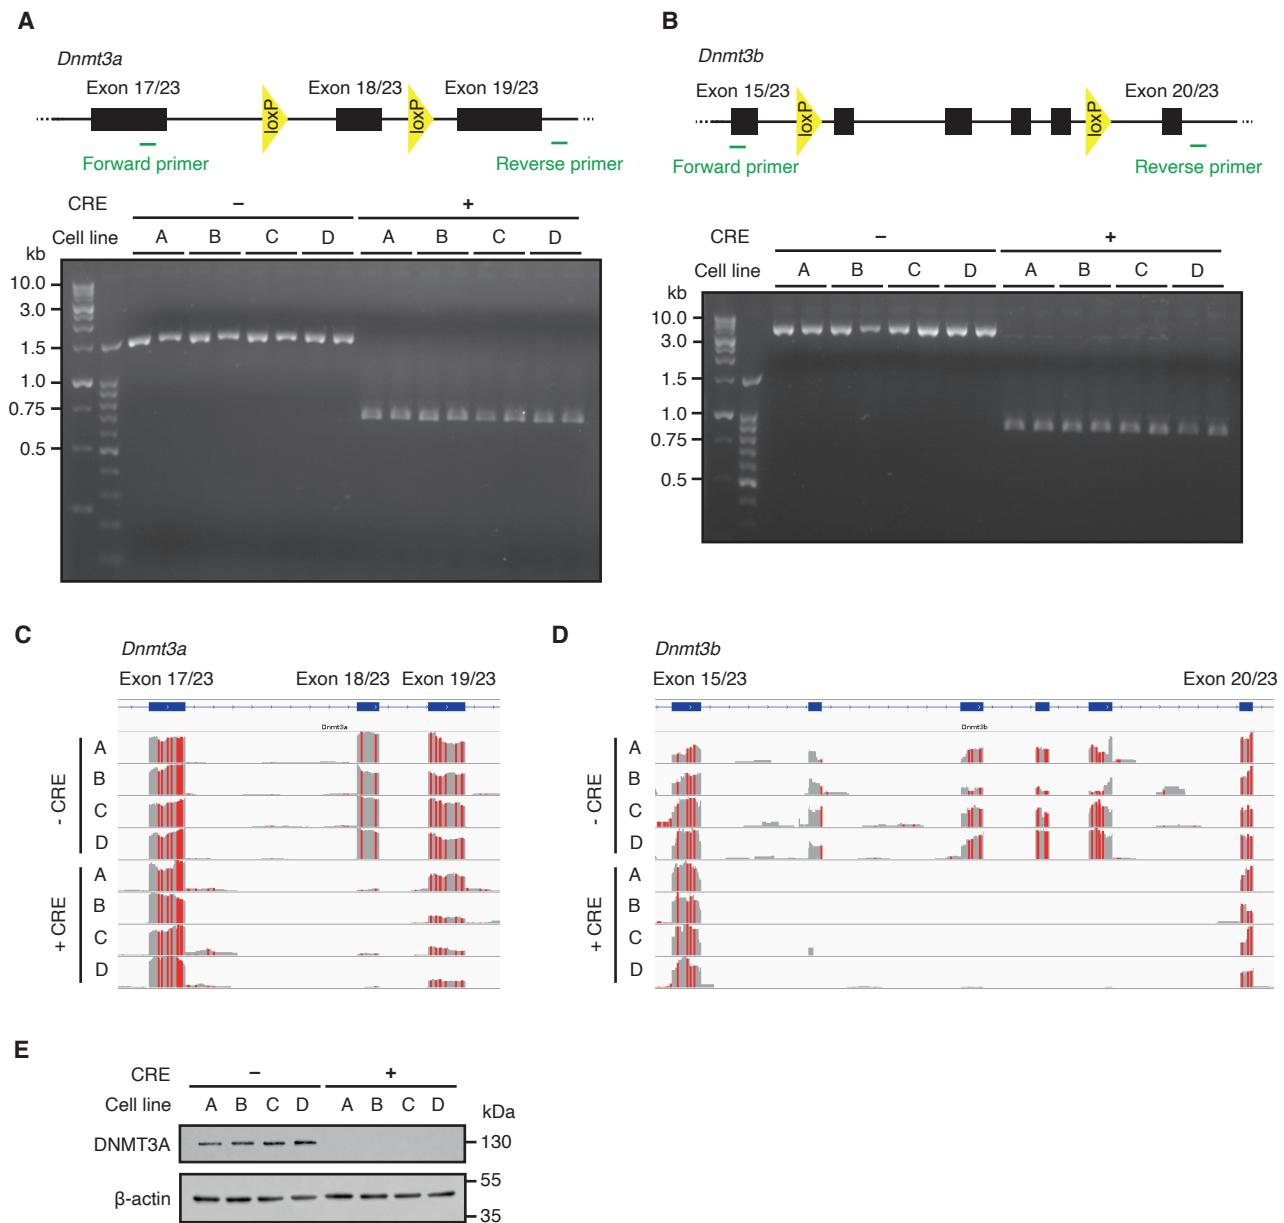 A
Dnmt3a
Exon 17/23 Exon 18/23 Exon 19/23
loxP loxP
Forward primer Reverse primer
CRE – +
Cell line A B C D A B C D
kb
10.0
3.0
1.5
1.0
0.75
0.5
B
Dnmt3b
Exon 15/23 Exon 20/23
loxP loxP
Forward primer Reverse primer
CRE – +
Cell line A B C D A B C D
kb
10.0
3.0
1.5
1.0
0.75
0.5
C
Dnmt3a
Exon 17/23 Exon 18/23 Exon 19/23
Dnmt3a
- CRE
A
B
C
D
+ CRE
A
B
C
D
D
Dnmt3b
Exon 15/23 Exon 20/23
Dnmt3b
- CRE
A
B
C
D
+ CRE
A
B
C
D
E
CRE – +
Cell line A B C D A B C D
kDa
DNMT3A 130
β-actin 55
35